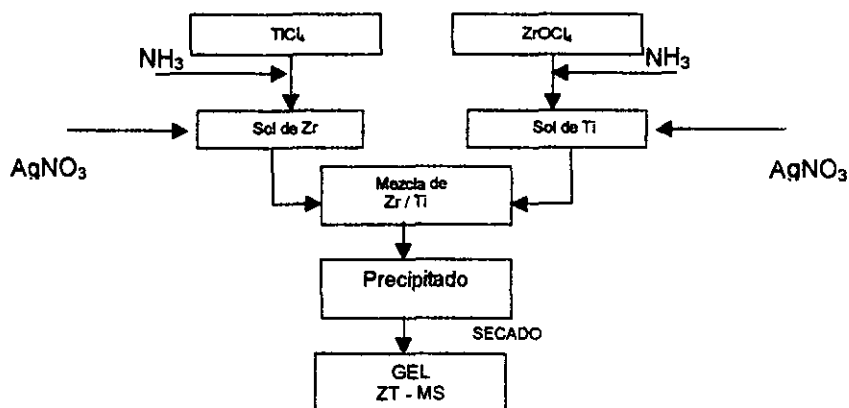 TiCl₄
ZrOCl₄
NH₃
NH₃
Sol de Zr
Sol de Ti
AgNO₃
AgNO₃
Mezcla de
Zr / Ti
Precipitado
SECADO
GEL
ZT - MS